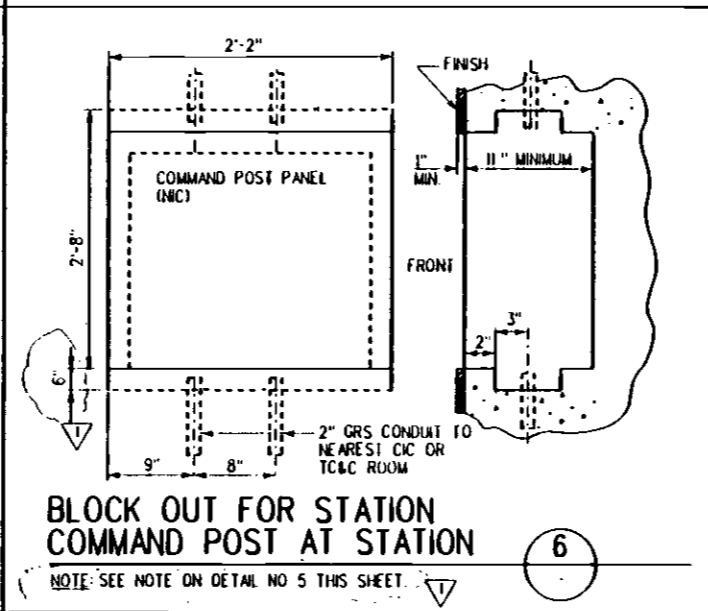 2'-2"
FINISH
COMMAND POST PANEL
(NIC)
1"
MIN.
11" MINIMUM
2'-8"
FRONT
3"
2"
6"
1
2" GRS CONDUIT TO
NEAREST CIC OR
TC&C ROOM
9"
8"
BLOCK OUT FOR STATION
COMMAND POST AT STATION
6
NOTE: SEE NOTE ON DETAIL NO 5 THIS SHEET.
1